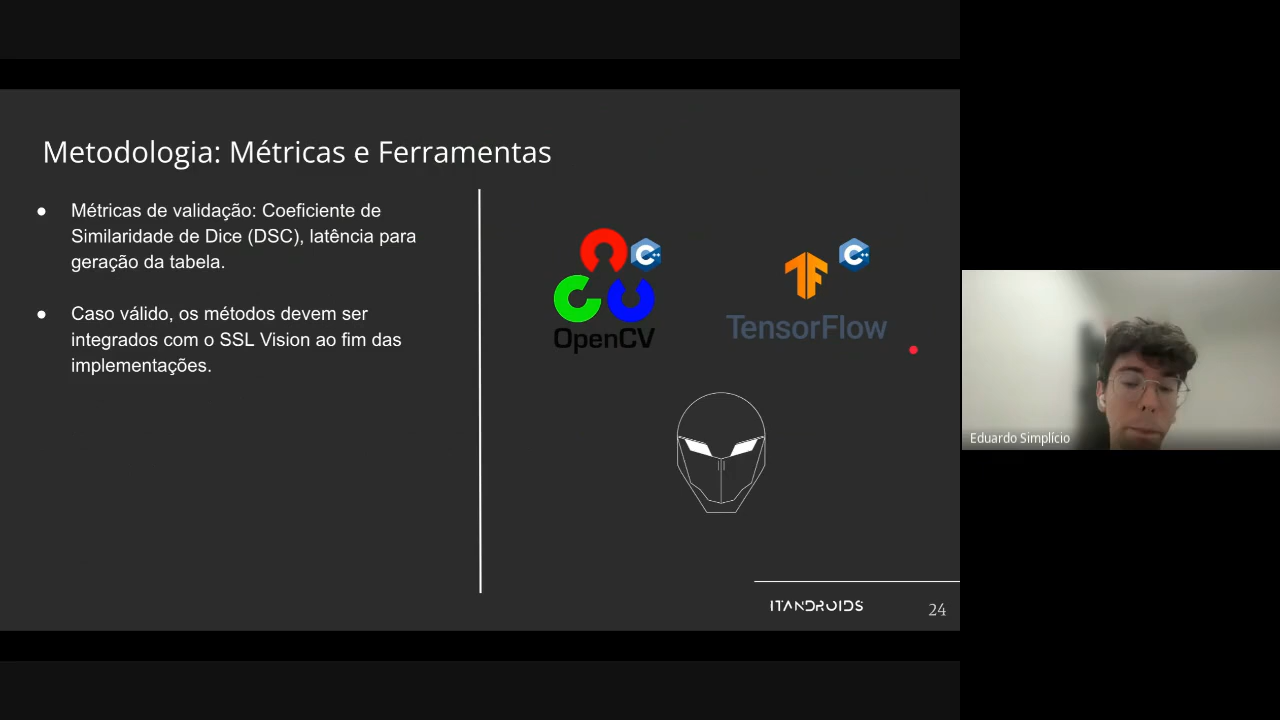 Metodologia: Métricas e Ferramentas
● Métricas de validação: Coeficiente de
Similaridade de Dice (DSC), latência para
geração da tabela.
● Caso válido, os métodos devem ser
integrados com o SSL Vision ao fim das
implementações.
C++
OpenCV
C++
TensorFlow
ITANDROIDS
24
Eduardo Simplício